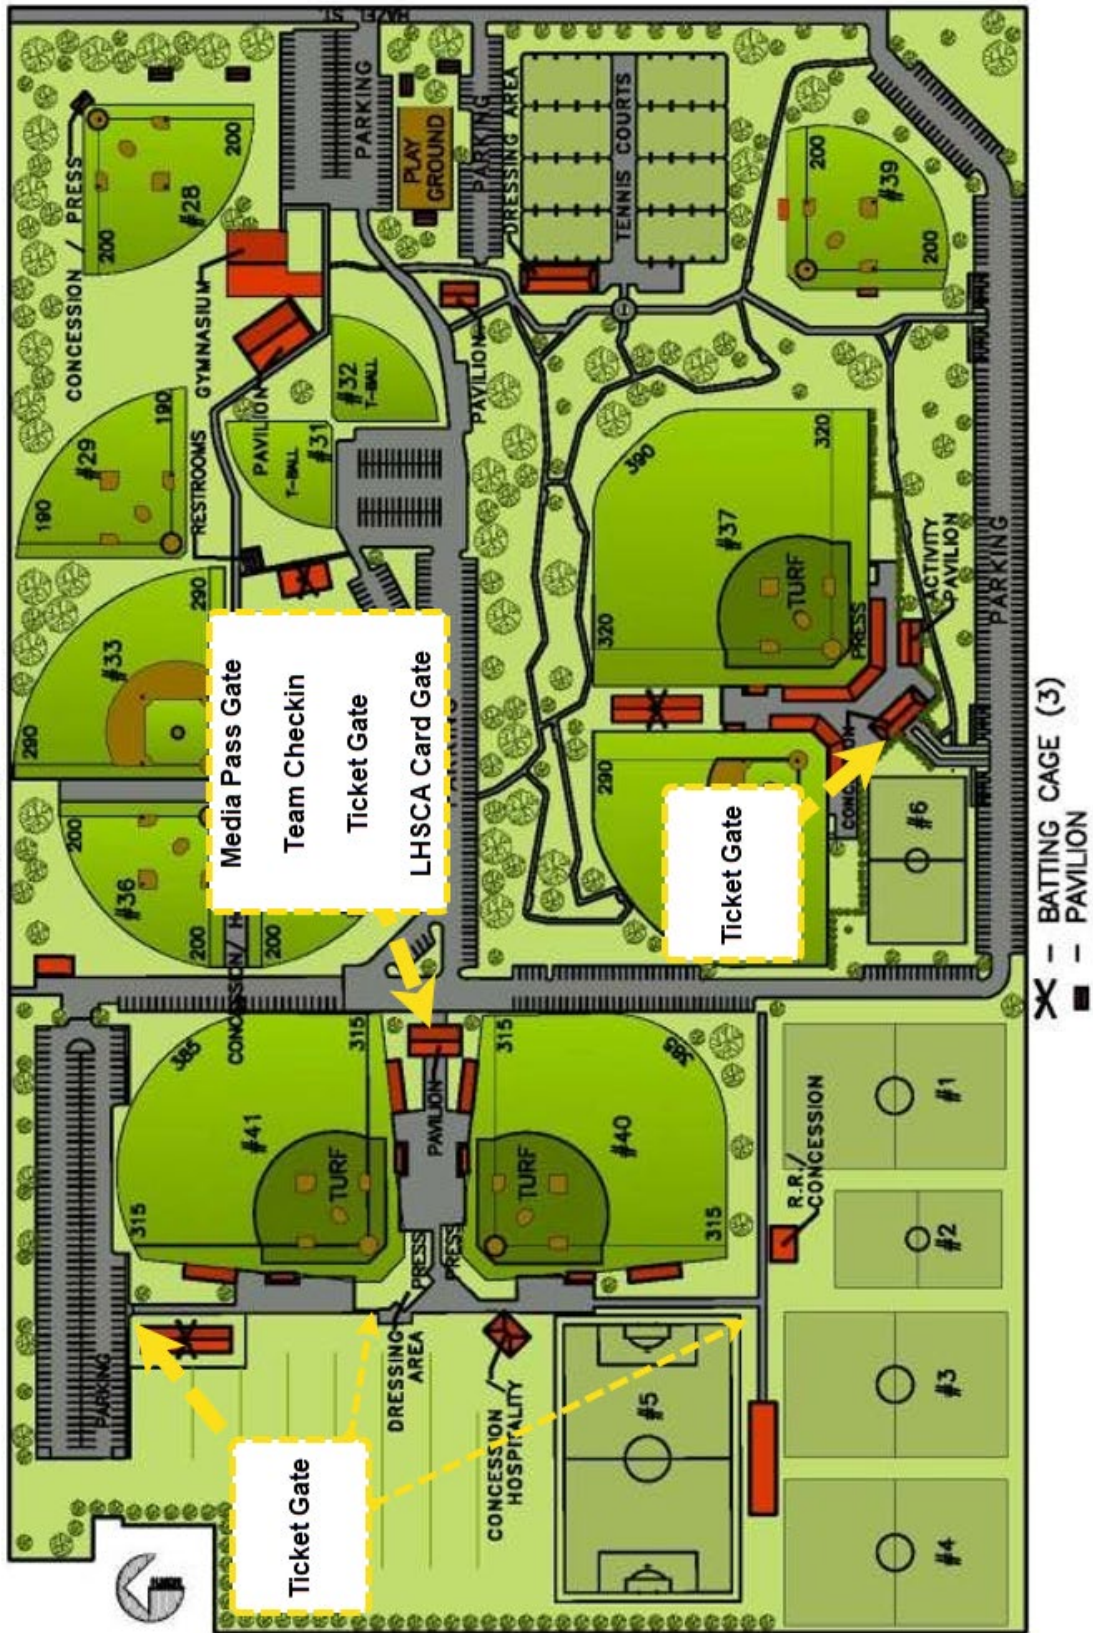 HAZEL ST.
PARKING
PLAY
GROUND
PARKING
DRESSING AREA
TENNIS COURTS
CONCESSION / PRESS
200
200
#28
GYMNASIUM
200
#39
200
PAVILION
#32
T-BALL
PAVILION
#31
T-BALL
RESTROOMS
190
#29
190
390
320
#37
320
TURF
PRESS
ACTIVITY
PAVILION
PARKING
290
#33
290
Media Pass Gate
Team Checkin
Ticket Gate
LHSCA Card Gate
290
Ticket Gate
#6
200
#36
200
200
X – BATTING CAGE (3)
– PAVILION
385
315
#41
TURF
315
PAVILION
315
385
#40
TURF
315
PRESS
PRESS
R.R./
CONCESSION
#1
#2
#3
#4
#5
PARKING
DRESSING
AREA
CONCESSION/
HOSPITALITY
Ticket Gate